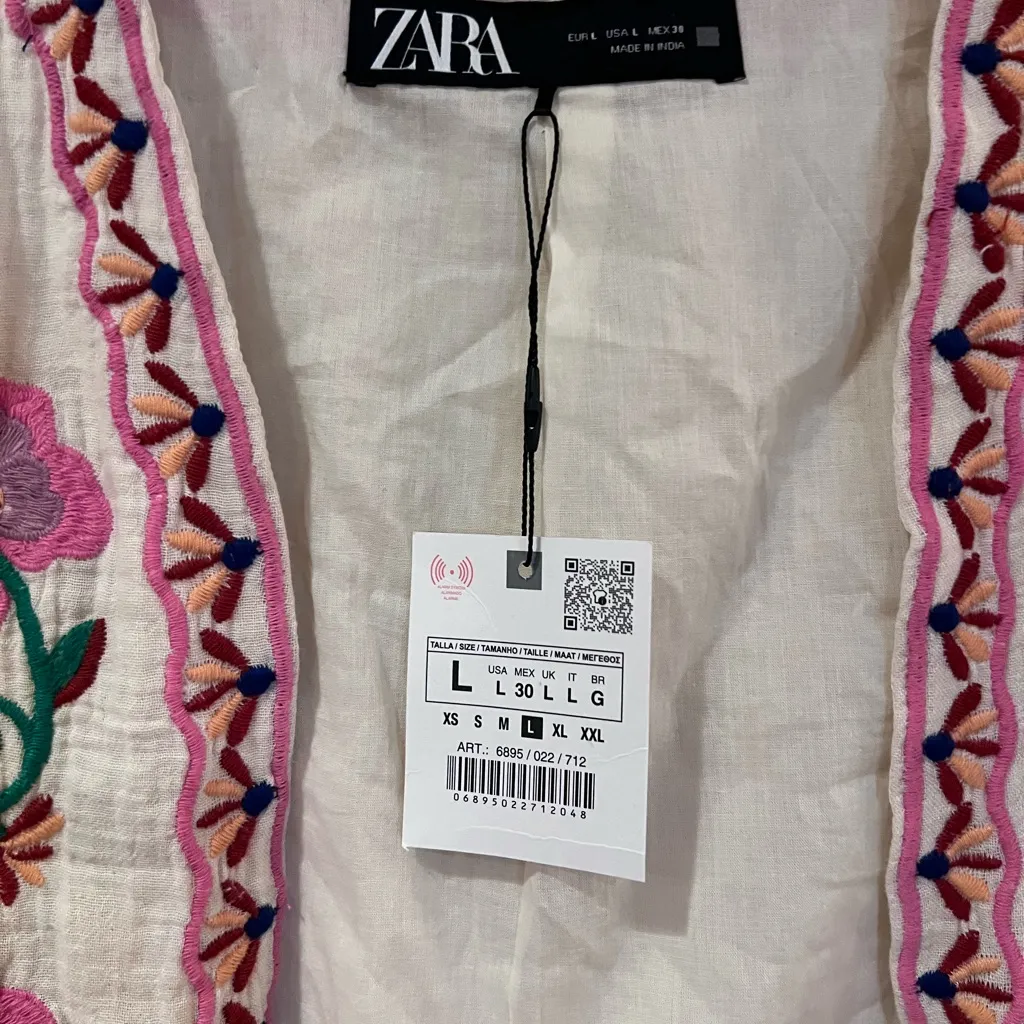 ZARA
EUR L USA L MEX 30
MADE IN INDIA
TALLA / SIZE / TAMANHO / TAILLE / MAAT / ΜΕΓΕΘΟΣ
L
USA MEX UK IT BR
L 30 L L G
XS S M L XL XXL
ART.: 6895 / 022 / 712
06895022712048